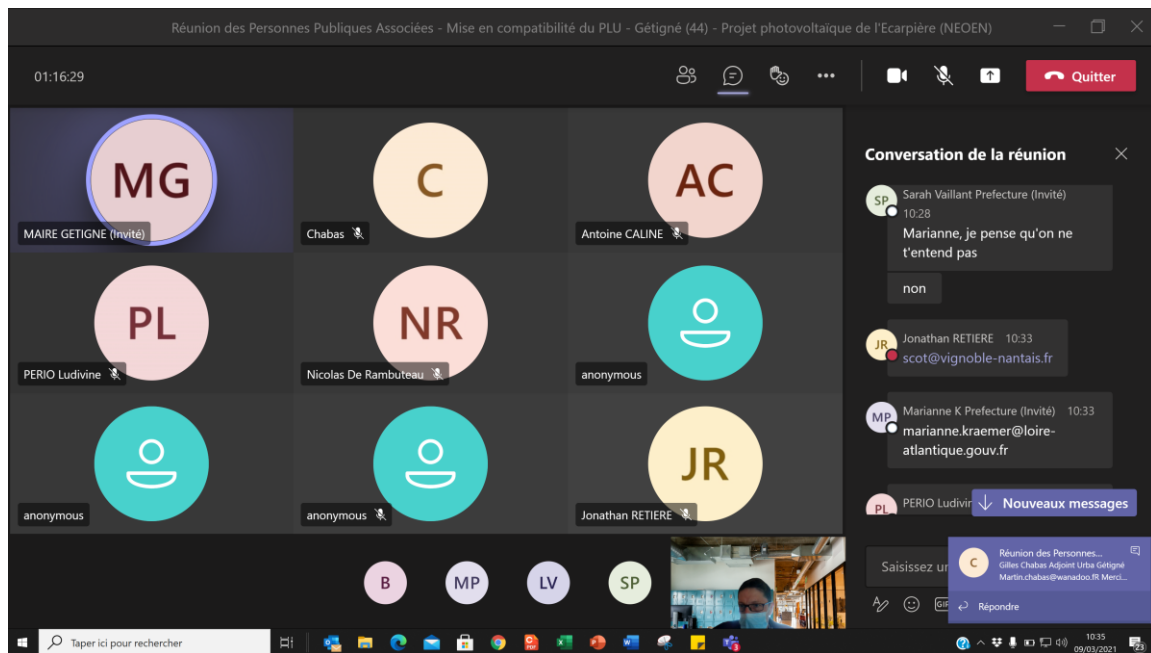 Réunion des Personnes Publiques Associées - Mise en compatibilité du PLU - Gétigné (44) - Projet photovoltaïque de l'Ecarpière (NEOEN)
01:16:29
Quitter
MG
MAIRE GETIGNE (Invité)
C
Chabas
AC
Antoine CALINE
PL
PERIO Ludivine
NR
Nicolas De Rambuteau
anonymous
anonymous
anonymous
JR
Jonathan RETIERE
B
MP
LV
SP
Conversation de la réunion
SP
Sarah Vaillant Prefecture (Invité)
10:28
Marianne, je pense qu'on ne
t'entend pas
non
JR
Jonathan RETIERE 10:33
scot@vignoble-nantais.fr
MP
Marianne K Prefecture (Invité) 10:33
marianne.kraemer@loire-
atlantique.gouv.fr
PL
PERIO Ludivir
Nouveaux messages
Saisissez un
GIF
C
Réunion des Personnes...
Gilles Chabas Adjoint Urba Gétigné
Martin.chabas@wanadoo.fR Merci...
Répondre
Taper ici pour rechercher
10:35
09/03/2021
23